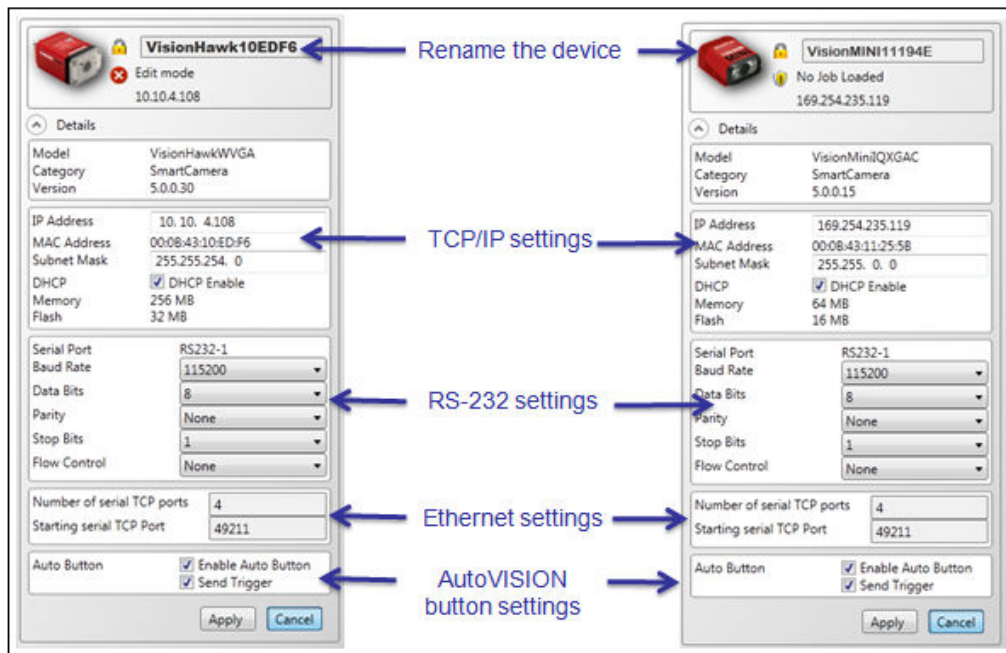 VisionHawk10EDF6
Edit mode
10.10.4.108
Details
Model VisionHawkWVGA
Category SmartCamera
Version 5.0.0.30
IP Address 10. 10. 4.108
MAC Address 00:0B:43:10:ED:F6
Subnet Mask 255.255.254. 0
DHCP DHCP Enable
Memory 256 MB
Flash 32 MB
Serial Port RS232-1
Baud Rate 115200
Data Bits 8
Parity None
Stop Bits 1
Flow Control None
Number of serial TCP ports 4
Starting serial TCP Port 49211
Auto Button Enable Auto Button
Send Trigger
Apply Cancel
Rename the device
TCP/IP settings
RS-232 settings
Ethernet settings
AutoVISION
button settings
VisionMINI11194E
No Job Loaded
169.254.235.119
Details
Model VisionMiniIQXGAC
Category SmartCamera
Version 5.0.0.15
IP Address 169.254.235.119
MAC Address 00:0B:43:11:25:5B
Subnet Mask 255.255. 0. 0
DHCP DHCP Enable
Memory 64 MB
Flash 16 MB
Serial Port RS232-1
Baud Rate 115200
Data Bits 8
Parity None
Stop Bits 1
Flow Control None
Number of serial TCP ports 4
Starting serial TCP Port 49211
Auto Button Enable Auto Button
Send Trigger
Apply Cancel